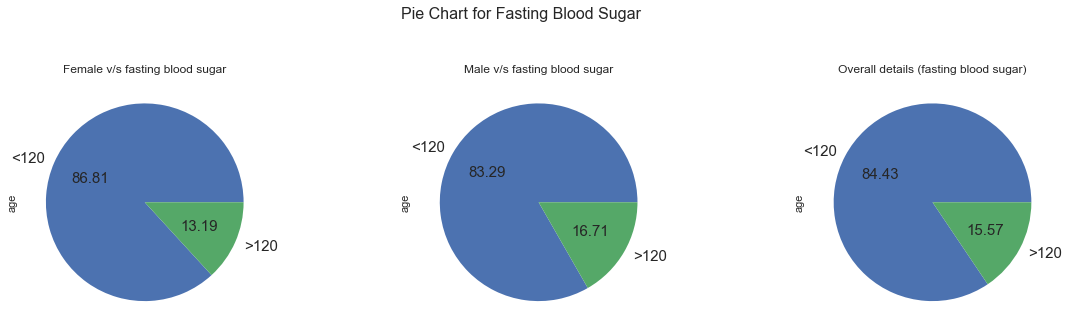 Pie Chart for Fasting Blood Sugar
Female v/s fasting blood sugar
<120
86.81
age
13.19
>120
Male v/s fasting blood sugar
<120
83.29
age
16.71
>120
Overall details (fasting blood sugar)
<120
84.43
age
15.57
>120